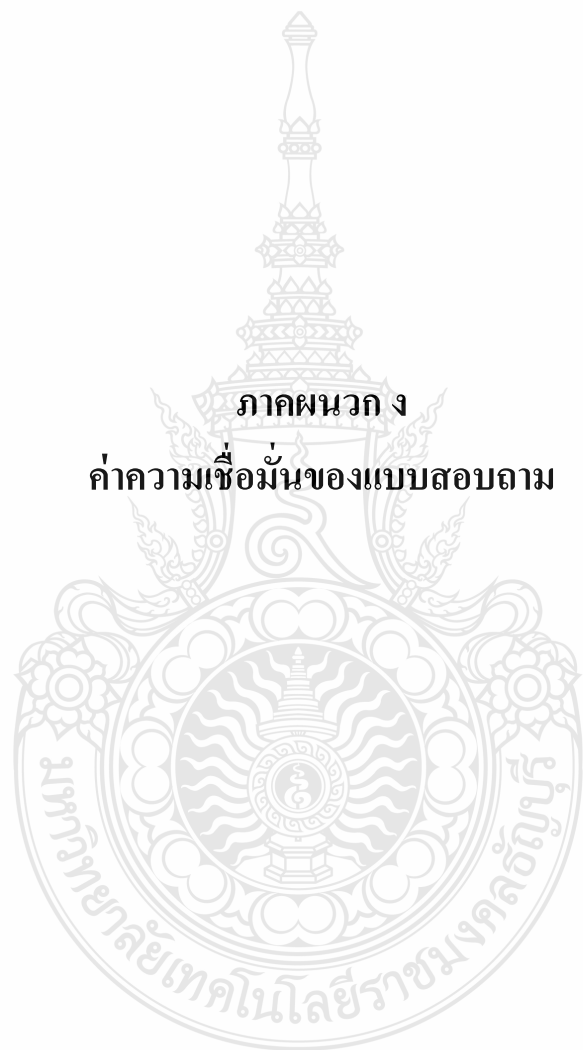 ภาคผนวก ง
ค่าความเชื่อมั่นของแบบสอบถาม
มหาวิทยาลัยเทคโนโลยีราชมงคลธัญบุรี